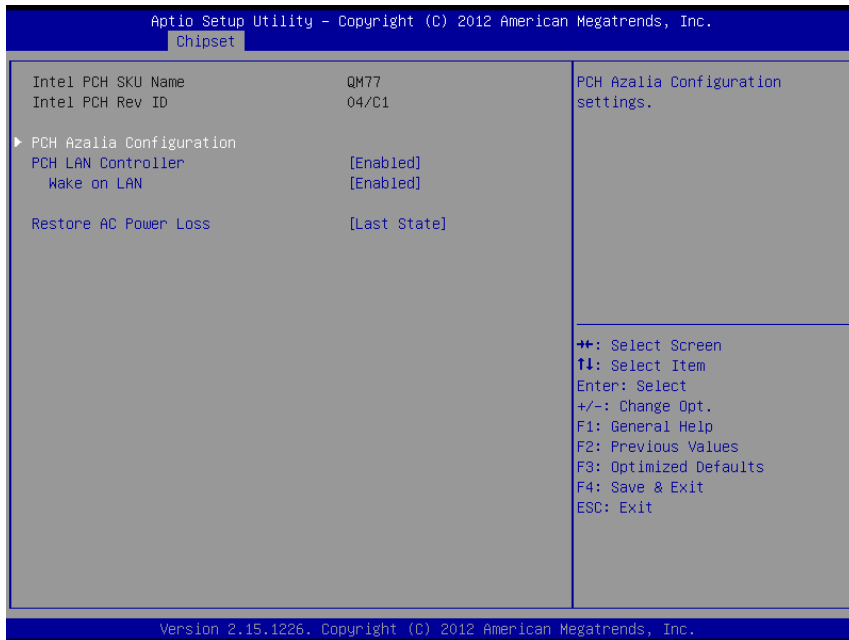 Aptio Setup Utility – Copyright (C) 2012 American Megatrends, Inc.
Chipset
Intel PCH SKU Name QM77
Intel PCH Rev ID 04/C1
▶ PCH Azalia Configuration
PCH LAN Controller [Enabled]
Wake on LAN [Enabled]
Restore AC Power Loss [Last State]
PCH Azalia Configuration
settings.
→←: Select Screen
↑↓: Select Item
Enter: Select
+/-: Change Opt.
F1: General Help
F2: Previous Values
F3: Optimized Defaults
F4: Save & Exit
ESC: Exit
Version 2.15.1226. Copyright (C) 2012 American Megatrends, Inc.